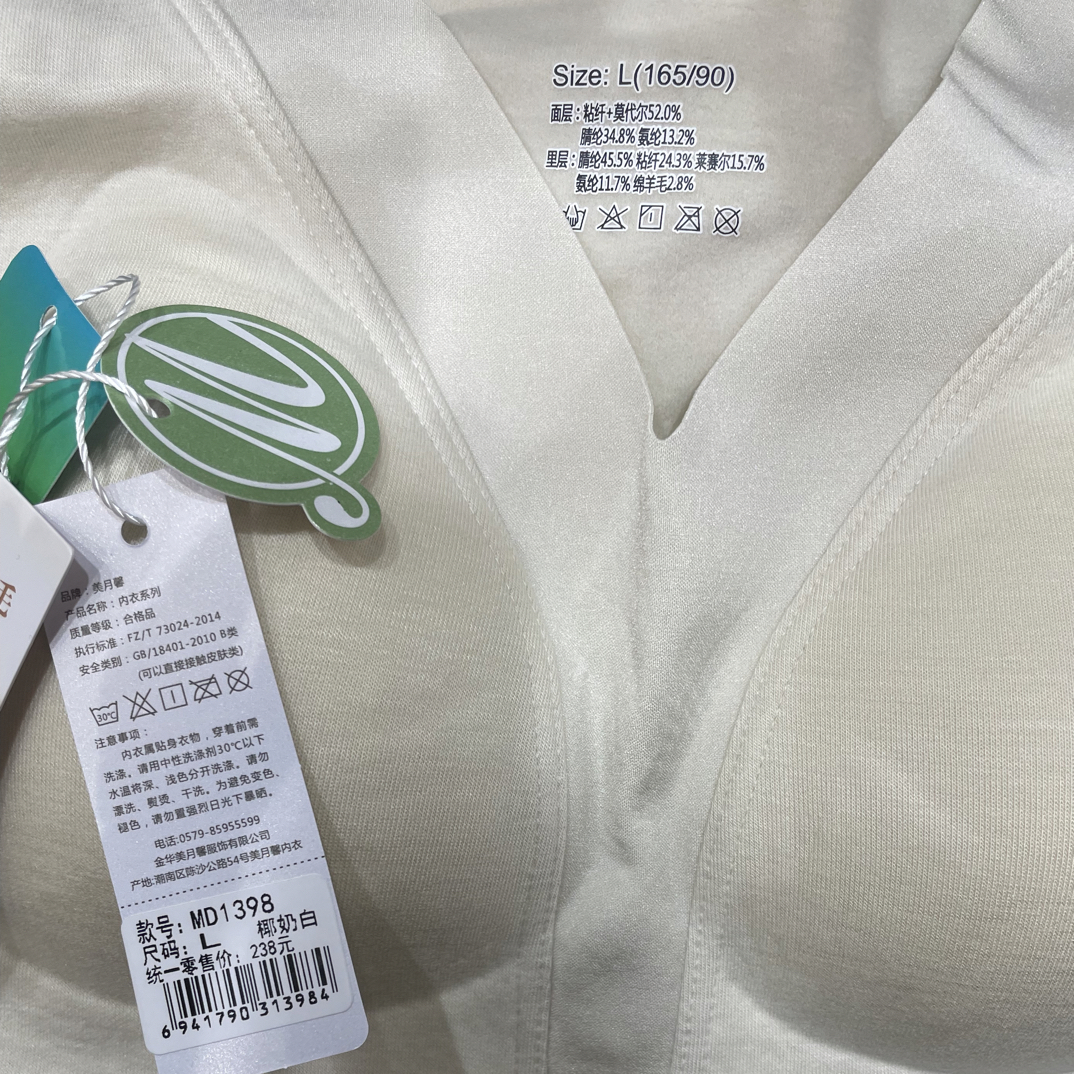 Size: L(165/90)
面层：粘纤+莫代尔52.0%
腈纶34.8% 氨纶13.2%
里层：腈纶45.5% 粘纤24.3% 莱赛尔15.7%
氨纶11.7% 绵羊毛2.8%
品牌：美月馨
产品名称：内衣系列
质量等级：合格品
执行标准：FZ/T 73024-2014
安全类别：GB/18401-2010 B类
(可以直接接触皮肤类)
30℃
注意事项：
内衣属贴身衣物，穿着前需
洗涤。请用中性洗涤剂30℃以下
水温将深、浅色分开洗涤。请勿
漂洗、熨烫、干洗。为避免变色、
褪色，请勿置强烈日光下暴晒。
电话:0579-85955599
金华美月馨服饰有限公司
产地:潮南区陈沙公路54号美月馨内衣
款号: MD1398
尺码: L 椰奶白
统一零售价: 238元
6 941790 313984